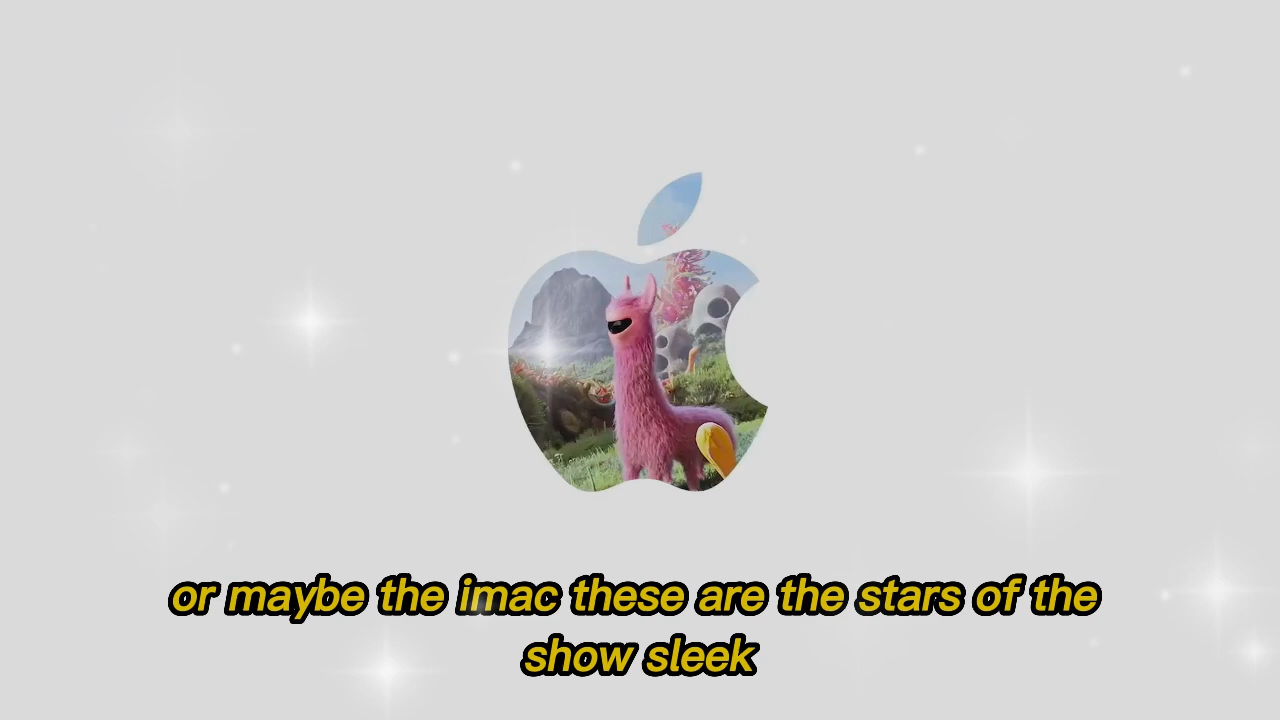 or maybe the imac these are the stars of the
show sleek